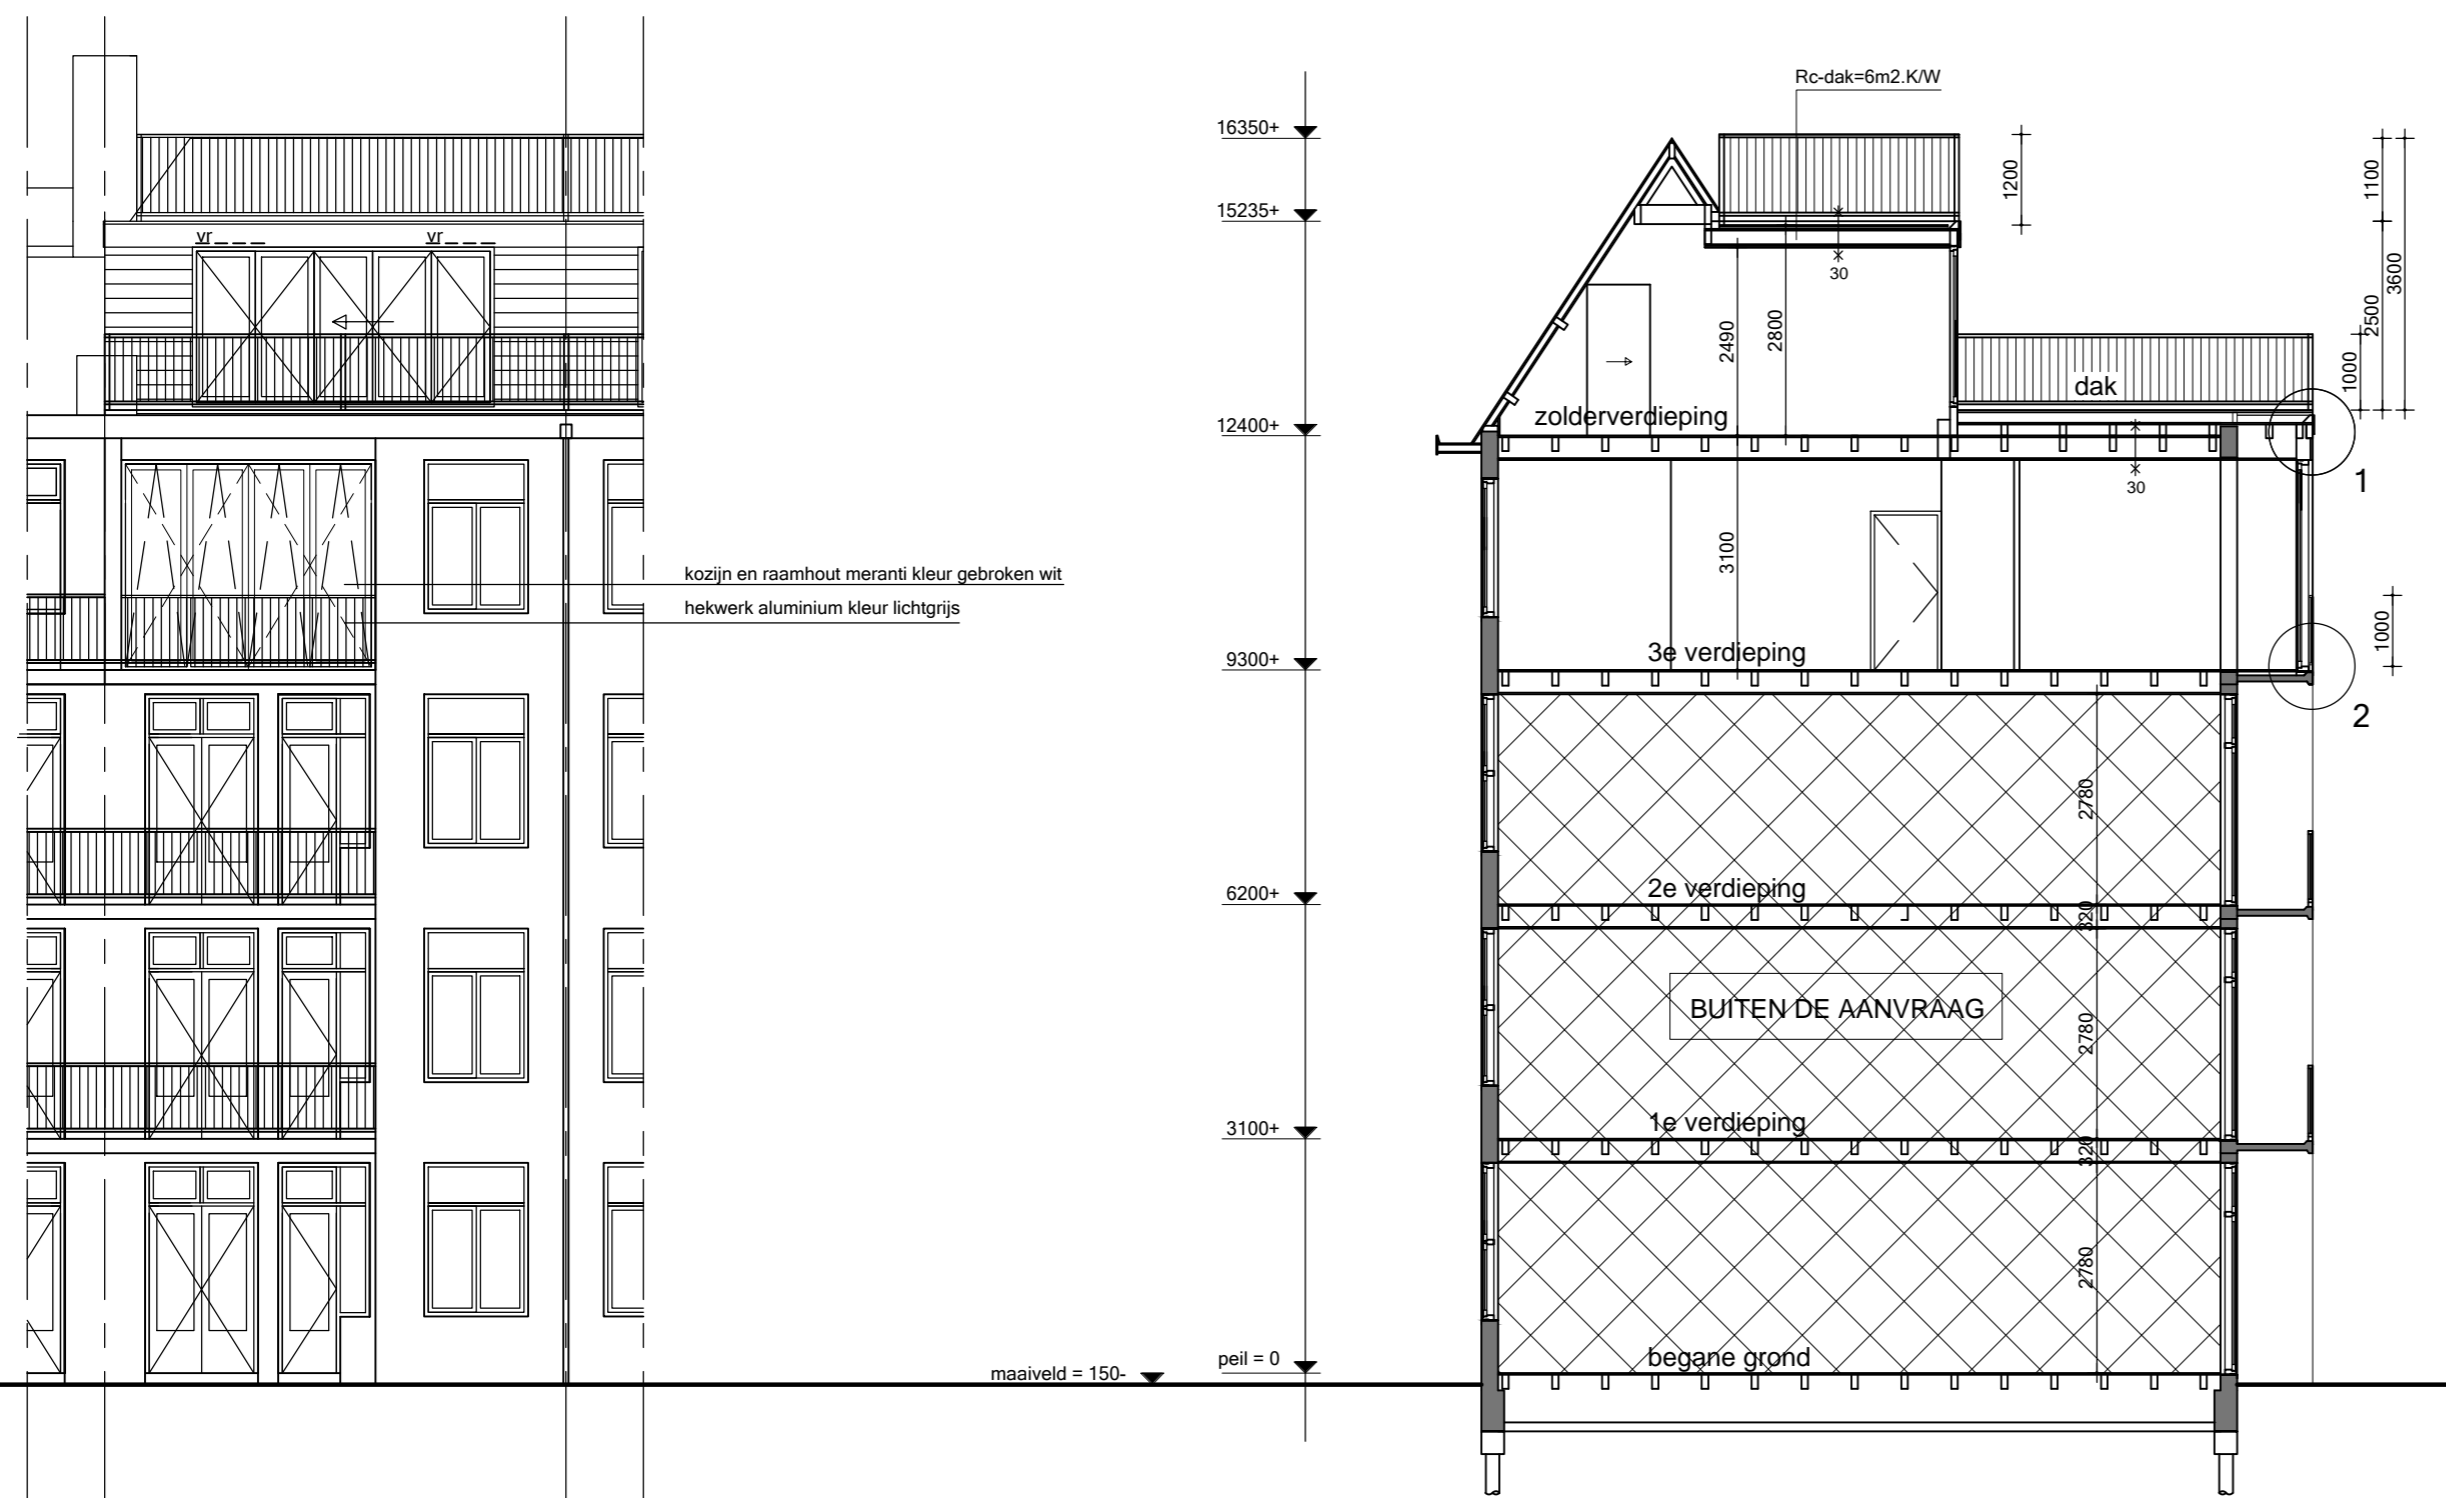 Rc-dak=6m2.K/W
16350+
1200
1100
15235+
vr
vr
30
3600
2490
2800
2500
1000
dak
zolderverdieping
12400+
1
30
3100
kozijn en raamhout meranti kleur gebroken wit
hekwerk aluminium kleur lichtgrijs
1000
3e verdieping
9300+
2
2780
2e verdieping
6200+
320
BUITEN DE AANVRAAG
2780
1e verdieping
3100+
320
2780
begane grond
peil = 0
maaiveld = 150-